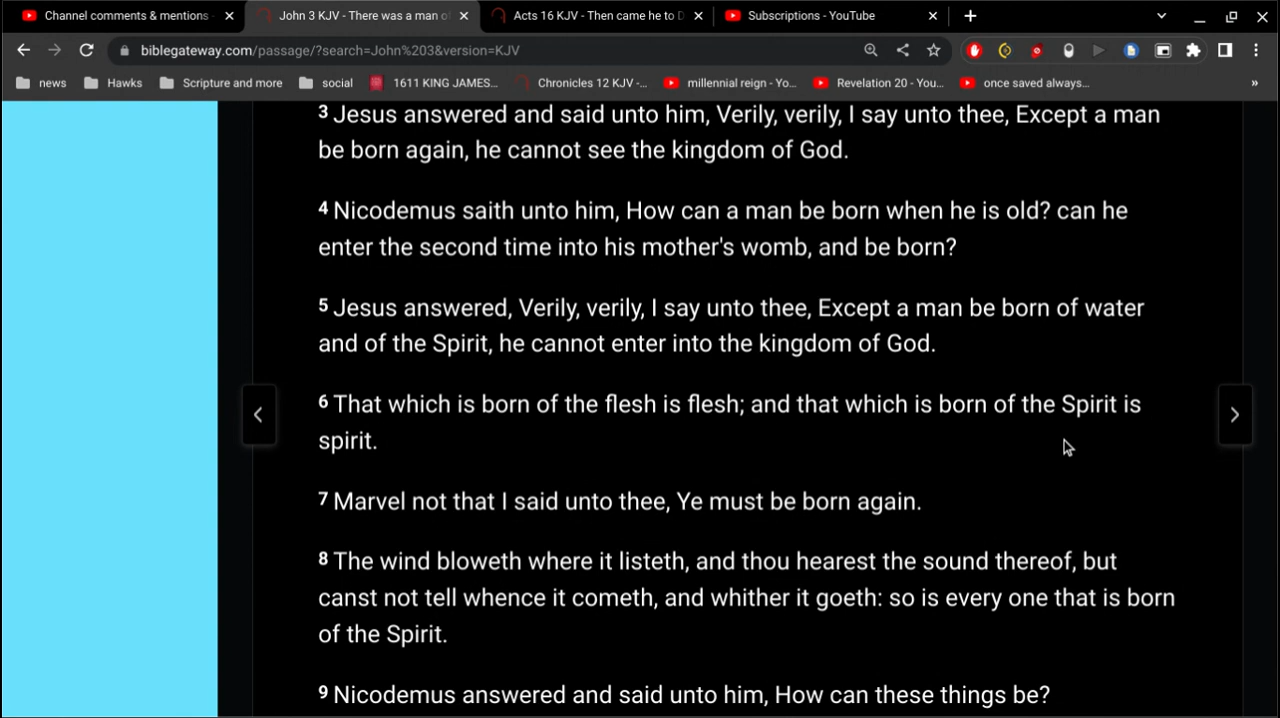 Channel comments & mentions
John 3 KJV - There was a man of
Acts 16 KJV - Then came he to D
Subscriptions - YouTube
biblegateway.com/passage/?search=John%203&version=KJV
news
Hawks
Scripture and more
social
1611 KING JAMES...
Chronicles 12 KJV -...
millennial reign - Yo...
Revelation 20 - You...
once saved always...
»
3 Jesus answered and said unto him, Verily, verily, I say unto thee, Except a man
be born again, he cannot see the kingdom of God.
4 Nicodemus saith unto him, How can a man be born when he is old? can he
enter the second time into his mother's womb, and be born?
5 Jesus answered, Verily, verily, I say unto thee, Except a man be born of water
and of the Spirit, he cannot enter into the kingdom of God.
6 That which is born of the flesh is flesh; and that which is born of the Spirit is
spirit.
7 Marvel not that I said unto thee, Ye must be born again.
8 The wind bloweth where it listeth, and thou hearest the sound thereof, but
canst not tell whence it cometh, and whither it goeth: so is every one that is born
of the Spirit.
9 Nicodemus answered and said unto him, How can these things be?